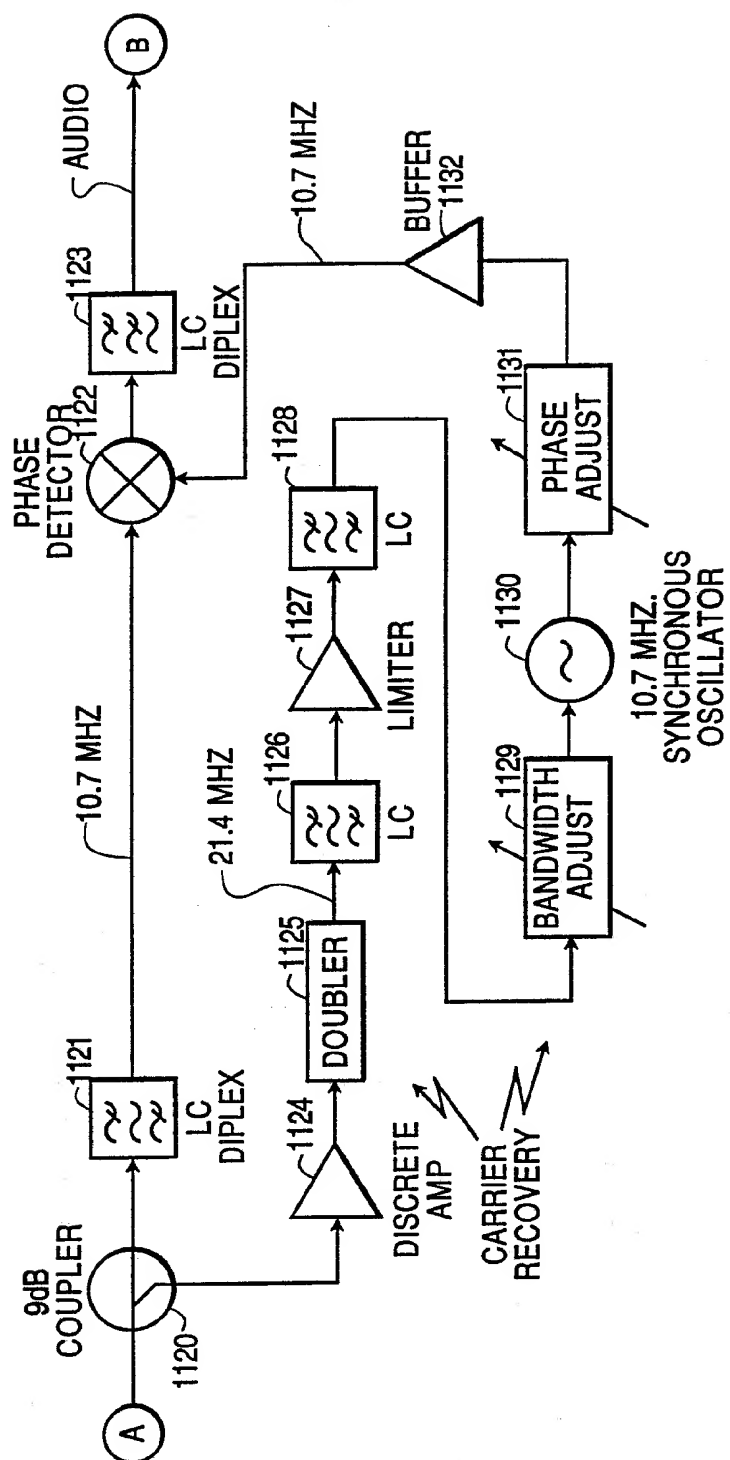 A
9dB
COUPLER
1120
1121
LC
DIPLEX
10.7 MHZ
PHASE
DETECTOR
1122
1123
LC
DIPLEX
AUDIO
B
1124
DISCRETE
AMP
1125
DOUBLER
21.4 MHZ
1126
LC
1127
LIMITER
1128
LC
10.7 MHZ
BUFFER
1132
CARRIER
RECOVERY
1129
BANDWIDTH
ADJUST
1130
10.7 MHZ.
SYNCHRONOUS
OSCILLATOR
1131
PHASE
ADJUST